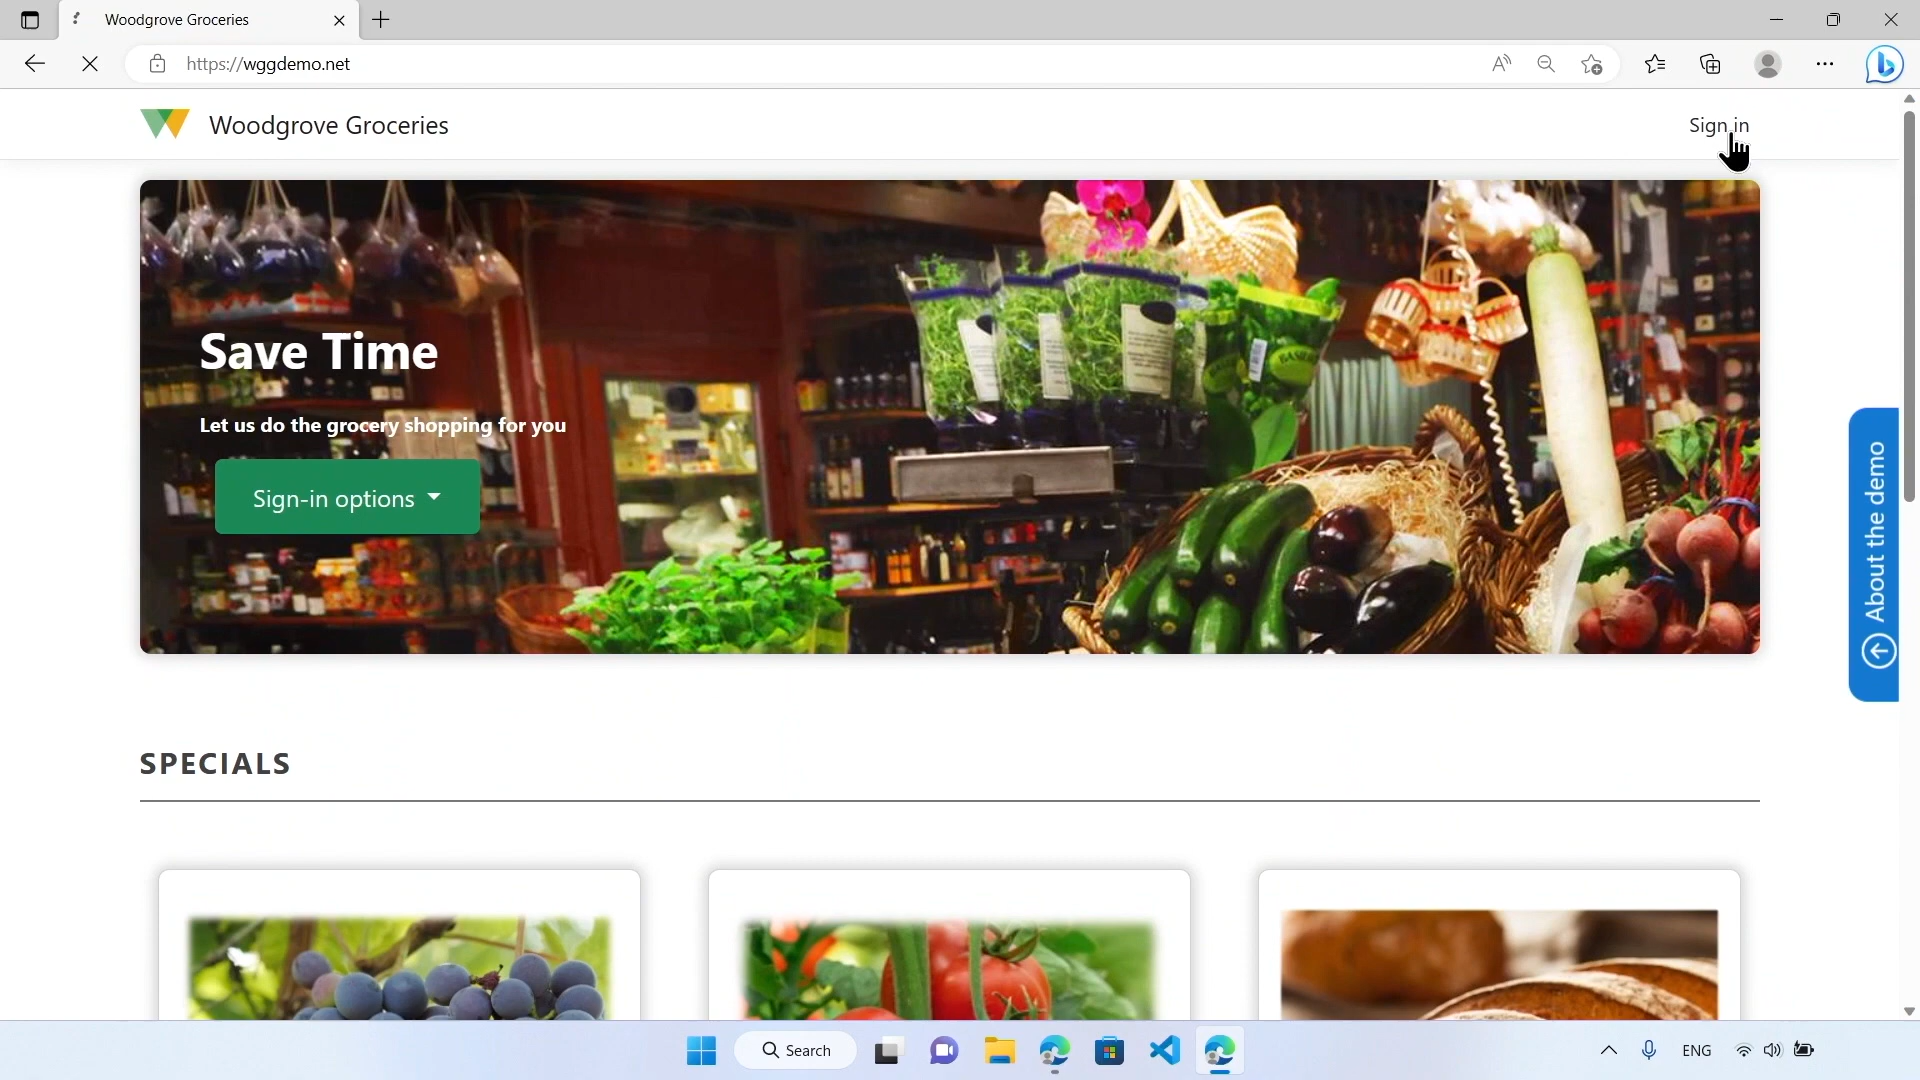 Woodgrove Groceries
https://wggdemo.net
Woodgrove Groceries
Sign in
Save Time
Let us do the grocery shopping for you
Sign-in options
About the demo
SPECIALS
Search
ENG